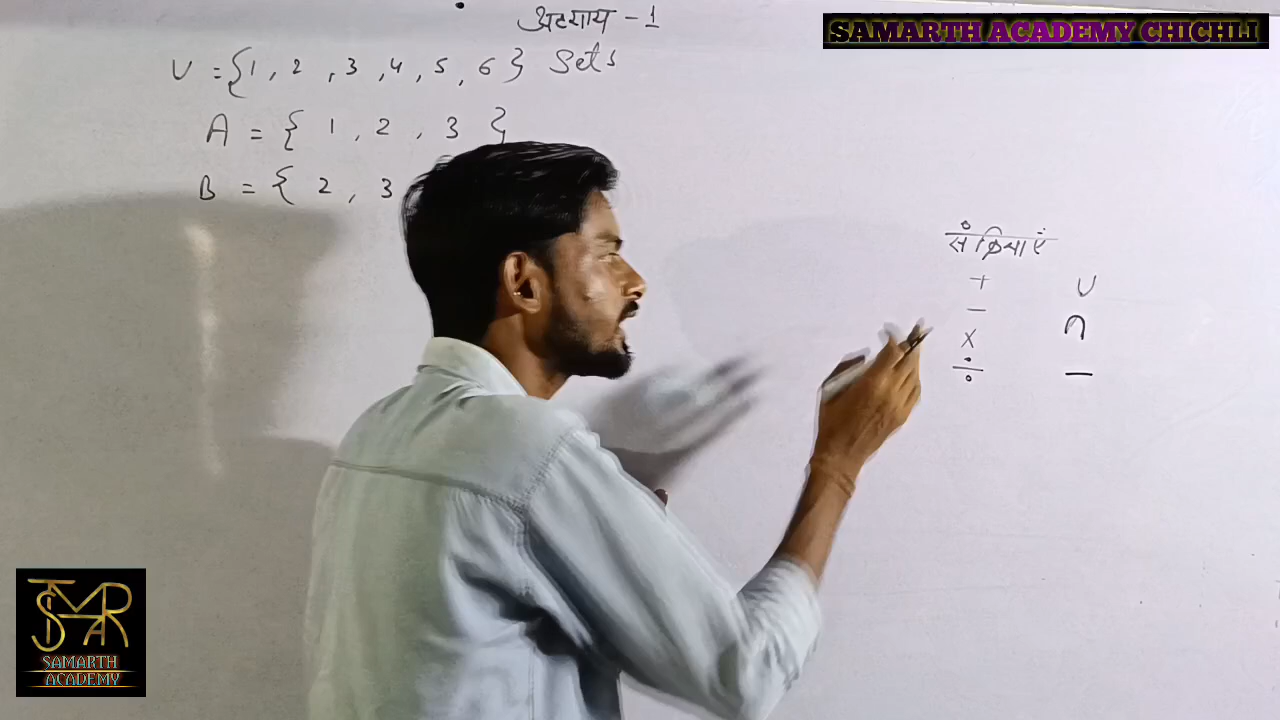 अध्याय - 1
SAMARTH ACADEMY CHICHLI
U = {1, 2, 3, 4, 5, 6} Sets
A = { 1, 2, 3 }
B = { 2, 3
संक्रियाएं
+ ∪
− ∩
× −
÷
SAMARTH
ACADEMY